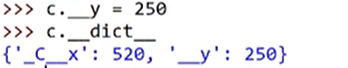 >>> c.__y = 250
>>> c.__dict__
{'_C__x': 520, '__y': 250}